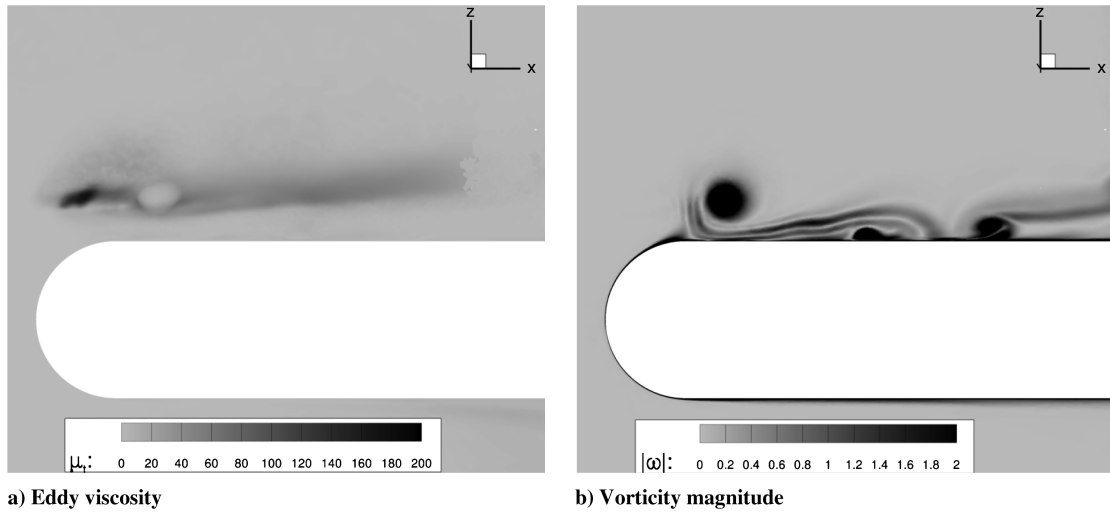 Z
X
Z
X
μt: 0 20 40 60 80 100 120 140 160 180 200
|ω|: 0 0.2 0.4 0.6 0.8 1 1.2 1.4 1.6 1.8 2
a) Eddy viscosity
b) Vorticity magnitude